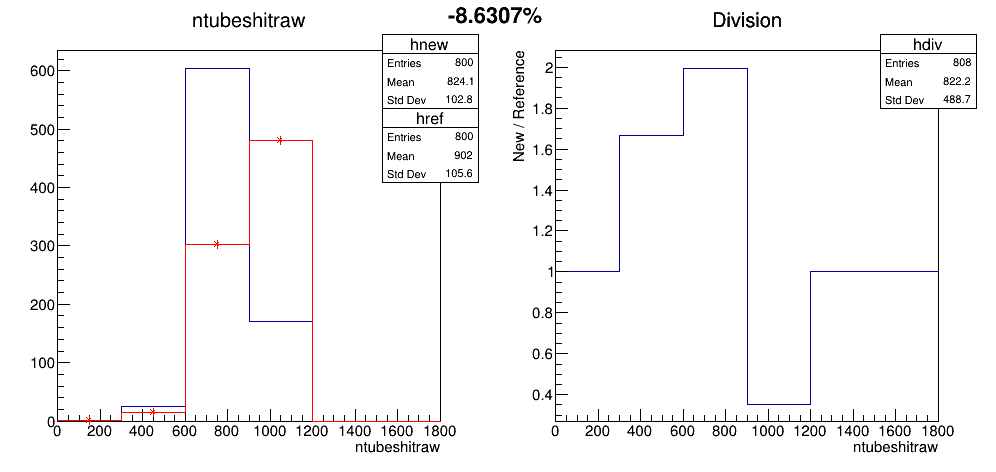 -8.6307%
ntubeshitraw
hnew
Entries 800
Mean 824.1
Std Dev 102.8
href
Entries 800
Mean 902
Std Dev 105.6
600
500
400
300
200
100
0
0 200 400 600 800 1000 1200 1400 1600 1800
ntubeshitraw
Division
hdiv
Entries 808
Mean 822.2
Std Dev 488.7
New / Reference
2
1.8
1.6
1.4
1.2
1
0.8
0.6
0.4
0 200 400 600 800 1000 1200 1400 1600 1800
ntubeshitraw